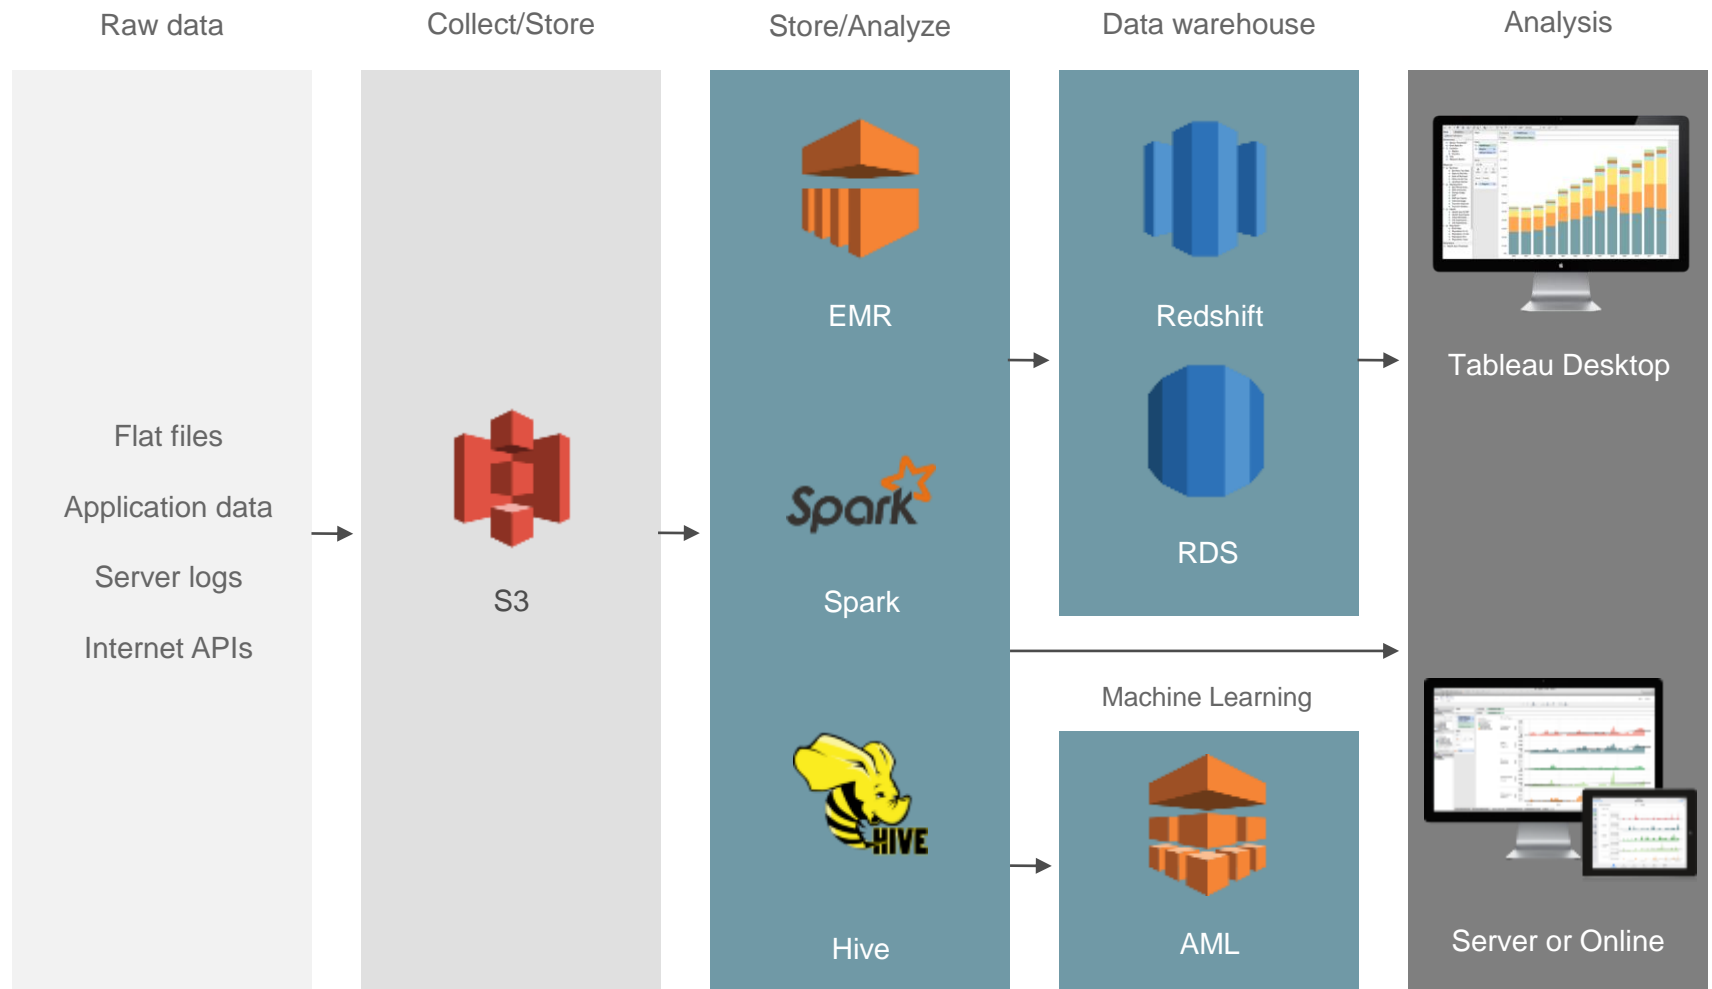 Raw data
Collect/Store
Store/Analyze
Data warehouse
Analysis
Flat files
Application data
Server logs
Internet APIs
S3
EMR
Spark
Spark
HIVE
Hive
Redshift
RDS
Machine Learning
AML
Tableau Desktop
Server or Online